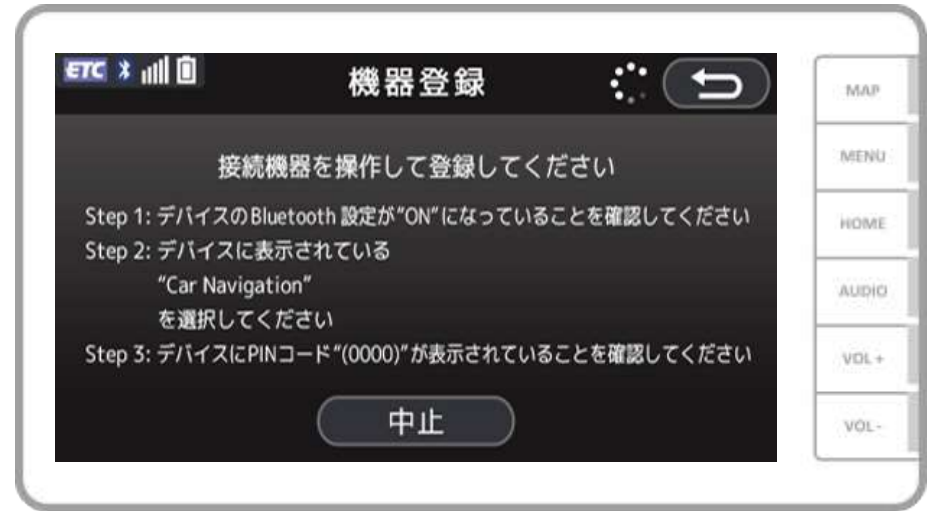 ETC
機器登録
接続機器を操作して登録してください
Step 1: デバイスのBluetooth 設定が"ON"になっていることを確認してください
Step 2: デバイスに表示されている
"Car Navigation"
を選択してください
Step 3: デバイスにPINコード"(0000)"が表示されていることを確認してください
中止
MAP
MENU
HOME
AUDIO
VOL +
VOL -